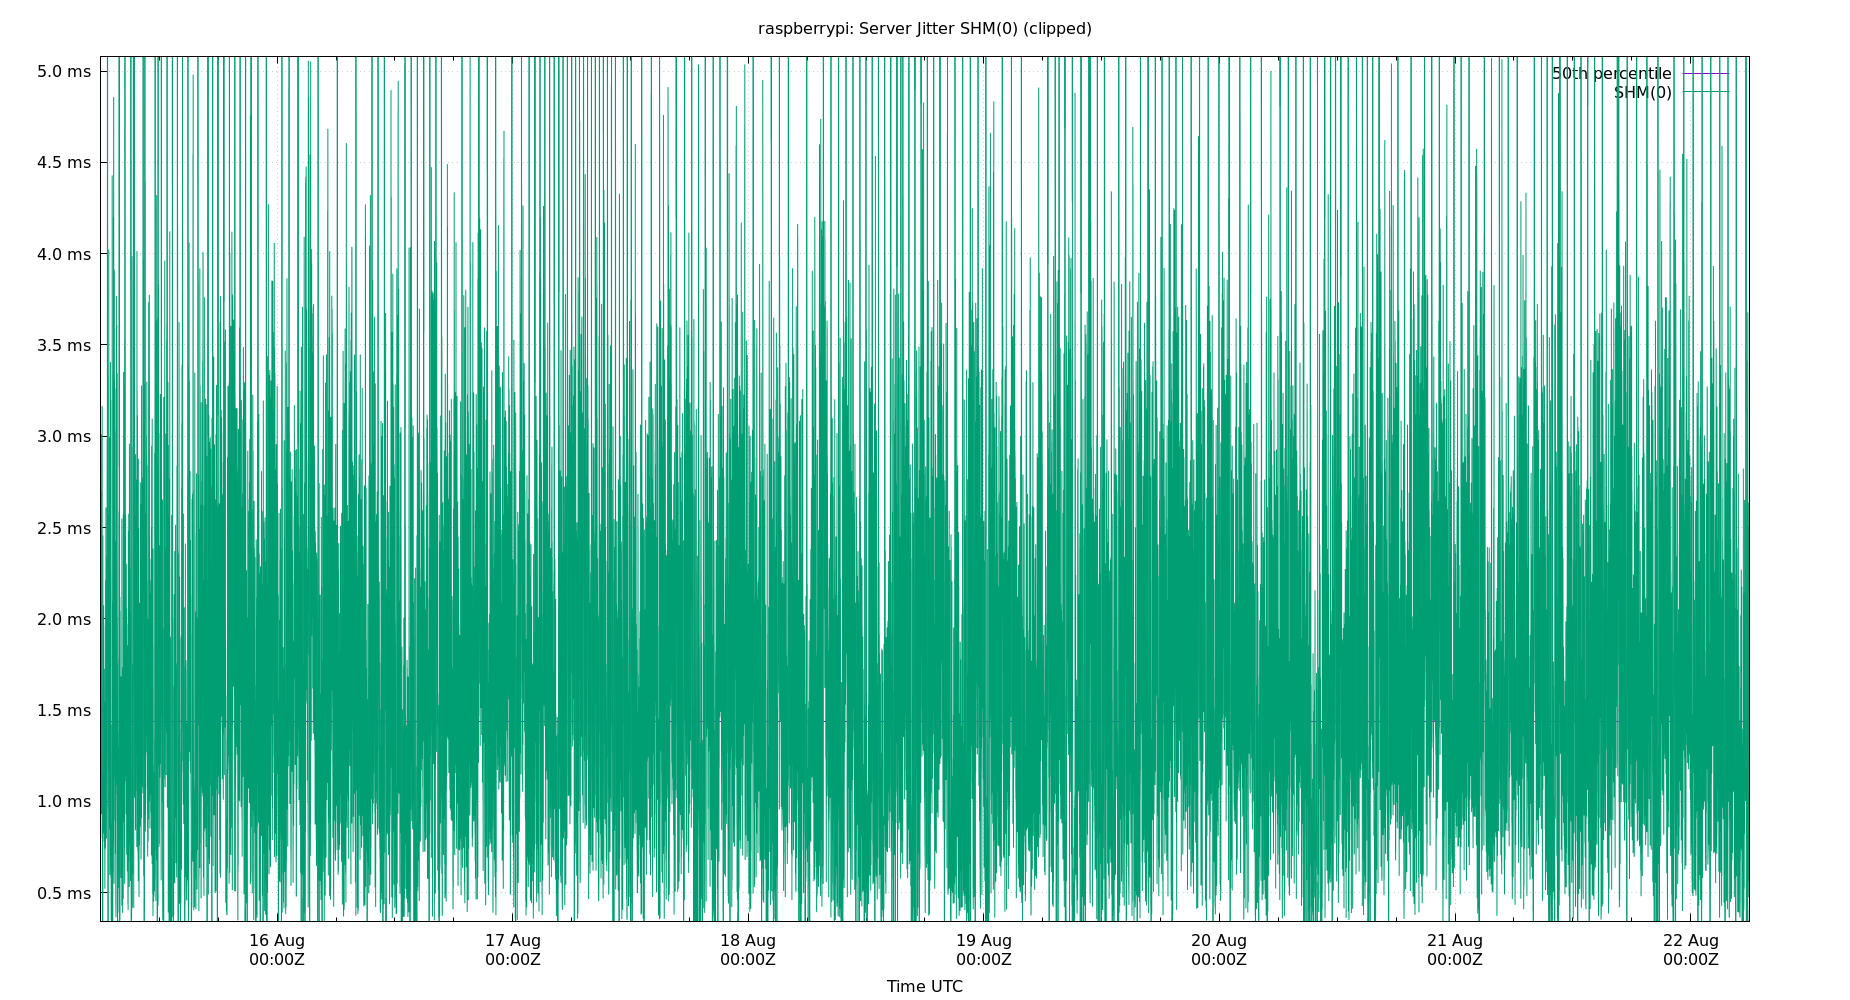 raspberrypi: Server Jitter SHM(0) (clipped)
5.0 ms
50th percentile
SHM(0)
4.5 ms
4.0 ms
3.5 ms
3.0 ms
2.5 ms
2.0 ms
1.5 ms
1.0 ms
0.5 ms
16 Aug 17 Aug 18 Aug 19 Aug 20 Aug 21 Aug 22 Aug
00:00Z 00:00Z 00:00Z 00:00Z 00:00Z 00:00Z 00:00Z
Time UTC